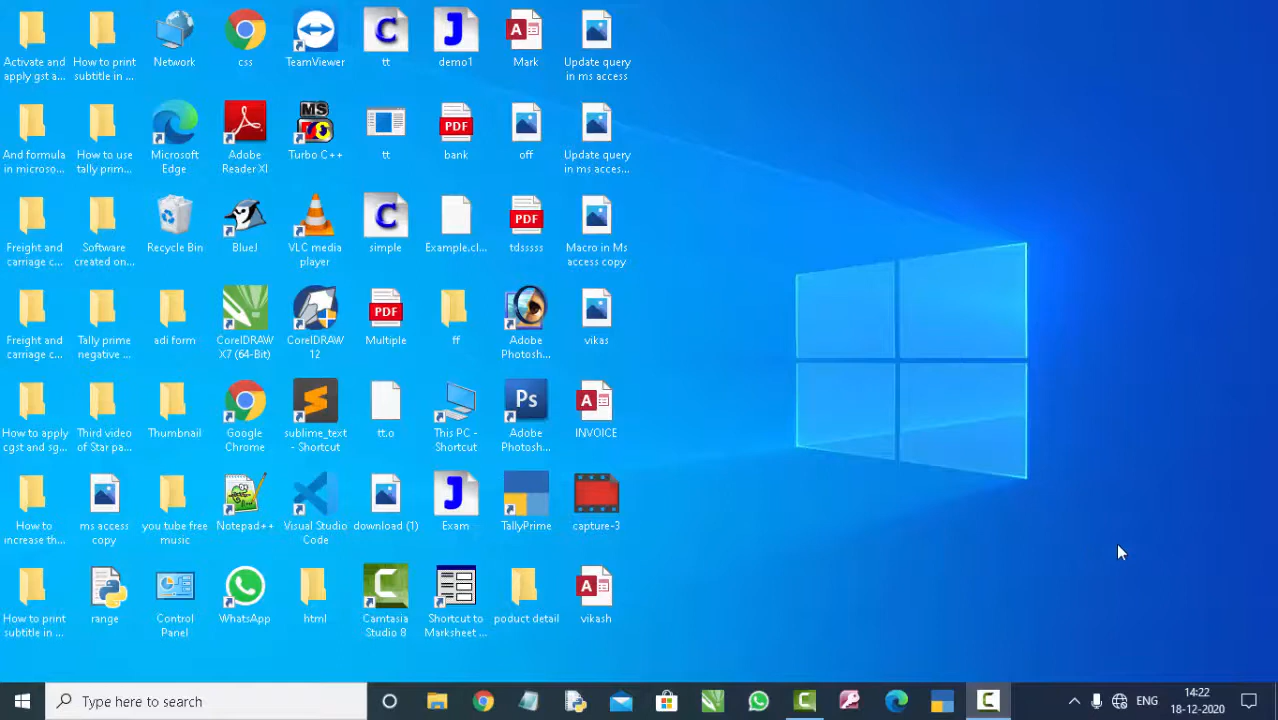 Activate and
apply gst a...
How to print
subtitle in ...
Network
css
TeamViewer
tt
demo1
Mark
Update query
in ms access
And formula
in microso...
How to use
tally prim...
Microsoft
Edge
Adobe
Reader XI
Turbo C++
tt
bank
off
Update query
in ms acces...
Freight and
carriage c...
Software
created on...
Recycle Bin
BlueJ
VLC media
player
simple
Example.cl...
tdsssss
Macro in Ms
access copy
Freight and
carriage c...
Tally prime
negative ...
adi form
CorelDRAW
X7 (64-Bit)
CorelDRAW
12
Multiple
ff
Adobe
Photosh...
vikas
How to apply
cgst and sg...
Third video
of Star pa...
Thumbnail
Google
Chrome
sublime_text
- Shortcut
tt.o
This PC -
Shortcut
Adobe
Photosh...
INVOICE
How to
increase th...
ms access
copy
you tube free
music
Notepad++
Visual Studio
Code
download (1)
Exam
TallyPrime
capture-3
How to print
subtitle in ...
range
Control
Panel
WhatsApp
html
Camtasia
Studio 8
Shortcut to
Marksheet ...
poduct detail
vikash
C
J
A
MS
PDF
C
PDF
PDF
Ps
J
C
A
A
Type here to search
ENG
14:22
18-12-2020